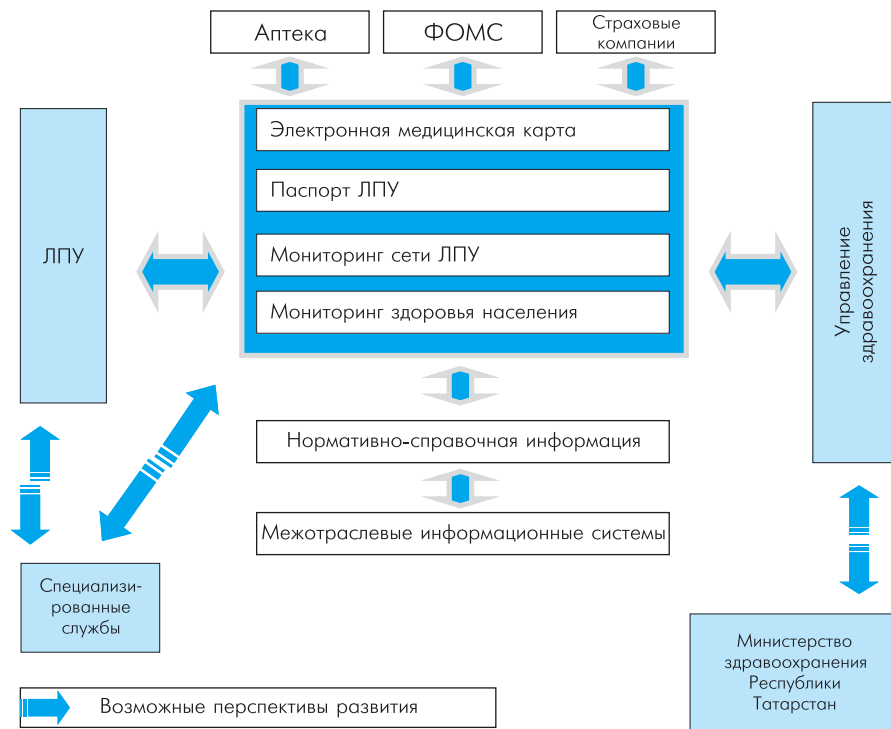 Аптека
ФОМС
Страховые
компании
Электронная медицинская карта
Паспорт ЛПУ
Мониторинг сети ЛПУ
Мониторинг здоровья населения
ЛПУ
Управление
здравоохранения
Нормативно-справочная информация
Межотраслевые информационные системы
Специализи-
рованные
службы
Министерство
здравоохранения
Республики
Татарстан
Возможные перспективы развития